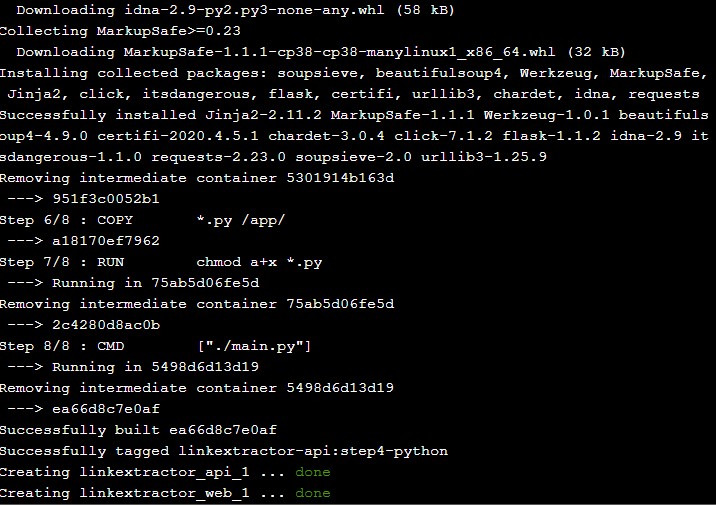 Downloading idna-2.9-py2.py3-none-any.whl (58 kB)
Collecting MarkupSafe>=0.23
  Downloading MarkupSafe-1.1.1-cp38-cp38-manylinux1_x86_64.whl (32 kB)
Installing collected packages: soupsieve, beautifulsoup4, Werkzeug, MarkupSafe,
 Jinja2, click, itsdangerous, flask, certifi, urllib3, chardet, idna, requests
Successfully installed Jinja2-2.11.2 MarkupSafe-1.1.1 Werkzeug-1.0.1 beautifuls
oup4-4.9.0 certifi-2020.4.5.1 chardet-3.0.4 click-7.1.2 flask-1.1.2 idna-2.9 it
sdangerous-1.1.0 requests-2.23.0 soupsieve-2.0 urllib3-1.25.9
Removing intermediate container 5301914b163d
 ---> 951f3c0052b1
Step 6/8 : COPY       *.py /app/
 ---> a18170ef7962
Step 7/8 : RUN        chmod a+x *.py
 ---> Running in 75ab5d06fe5d
Removing intermediate container 75ab5d06fe5d
 ---> 2c4280d8ac0b
Step 8/8 : CMD        ["./main.py"]
 ---> Running in 5498d6d13d19
Removing intermediate container 5498d6d13d19
 ---> ea66d8c7e0af
Successfully built ea66d8c7e0af
Successfully tagged linkextractor-api:step4-python
Creating linkextractor_api_1 ... done
Creating linkextractor_web_1 ... done